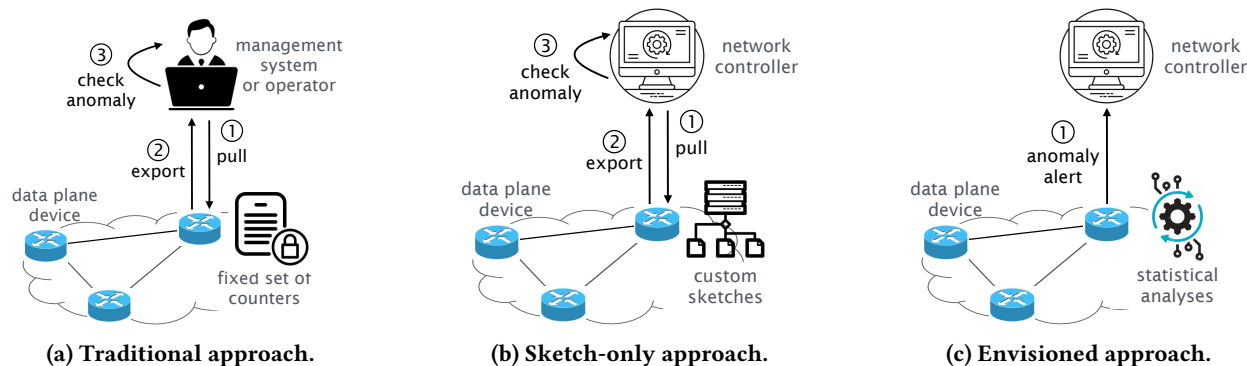 ③
check
anomaly
management
system
or operator
②
export
①
pull
data plane
device
fixed set of
counters
(a) Traditional approach.
③
check
anomaly
network
controller
②
export
①
pull
data plane
device
custom
sketches
(b) Sketch-only approach.
network
controller
①
anomaly
alert
data plane
device
statistical
analyses
(c) Envisioned approach.